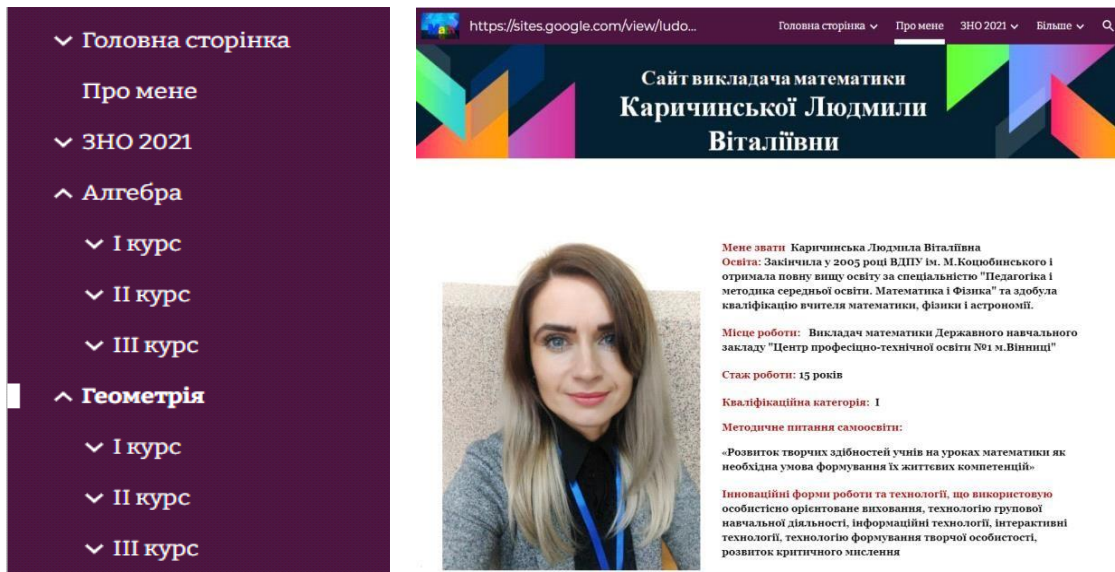 Головна сторінка
Про мене
ЗНО 2021
Алгебра
І курс
ІІ курс
ІІІ курс
Геометрія
І курс
ІІ курс
ІІІ курс
https://sites.google.com/view/ludo...
Головна сторінка
Про мене
ЗНО 2021
Більше
Сайт викладача математики
Каричинської Людмили
Віталіївни
Мене звати Каричинська Людмила Віталіївна
Освіта: Закінчила у 2005 році ВДПУ ім. М.Коцюбинського і
отримала повну вищу освіту за спеціальністю "Педагогіка і
методика середньої освіти. Математика і Фізика" та здобула
кваліфікацію вчителя математики, фізики і астрономії.
Місце роботи: Викладач математики Державного навчального
закладу "Центр професіцно-технічної освіти №1 м.Вінниці"
Стаж роботи: 15 років
Кваліфікаційна категорія: І
Методичне питання самоосвіти:
«Розвиток творчих здібностей учнів на уроках математики як
необхідна умова формування їх життєвих компетенцій»
Інноваційні форми роботи та технології, що використовую
особистісно орієнтоване виховання, технологію групової
навчальної діяльності, інформаційні технології, інтерактивні
технології, технологію формування творчої особистості,
розвиток критичного мислення